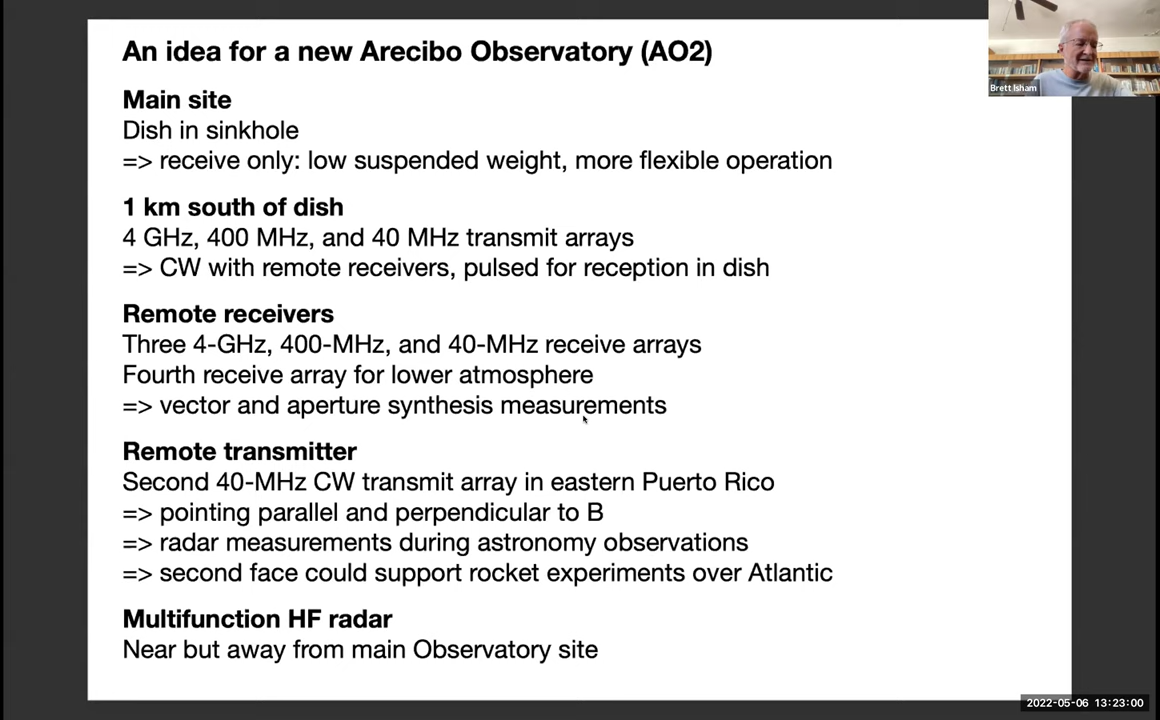 An idea for a new Arecibo Observatory (AO2)
Main site
Dish in sinkhole
=> receive only: low suspended weight, more flexible operation
1 km south of dish
4 GHz, 400 MHz, and 40 MHz transmit arrays
=> CW with remote receivers, pulsed for reception in dish
Remote receivers
Three 4-GHz, 400-MHz, and 40-MHz receive arrays
Fourth receive array for lower atmosphere
=> vector and aperture synthesis measurements
Remote transmitter
Second 40-MHz CW transmit array in eastern Puerto Rico
=> pointing parallel and perpendicular to B
=> radar measurements during astronomy observations
=> second face could support rocket experiments over Atlantic
Multifunction HF radar
Near but away from main Observatory site
Brett Isham
2022-05-06 13:23:00